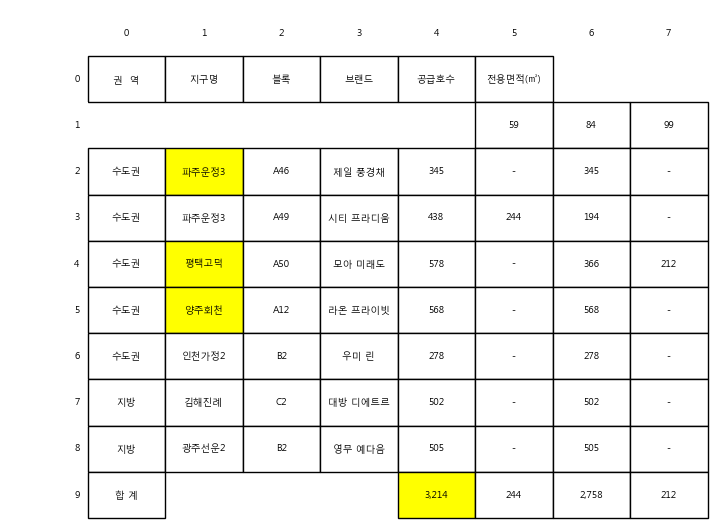 0 1 2 3 4 5 6 7
0 권 역 지구명 블록 브랜드 공급호수 전용면적(㎡)
1 59 84 99
2 수도권 파주운정3 A46 제일 풍경채 345 - 345 -
3 수도권 파주운정3 A49 시티 프라디움 438 244 194 -
4 수도권 평택고덕 A50 모아 미래도 578 - 366 212
5 수도권 양주회천 A12 라온 프라이빗 568 - 568 -
6 수도권 인천가정2 B2 우미 린 278 - 278 -
7 지방 김해진례 C2 대방 디에트르 502 - 502 -
8 지방 광주선운2 B2 영무 예다음 505 - 505 -
9 합 계 3,214 244 2,758 212